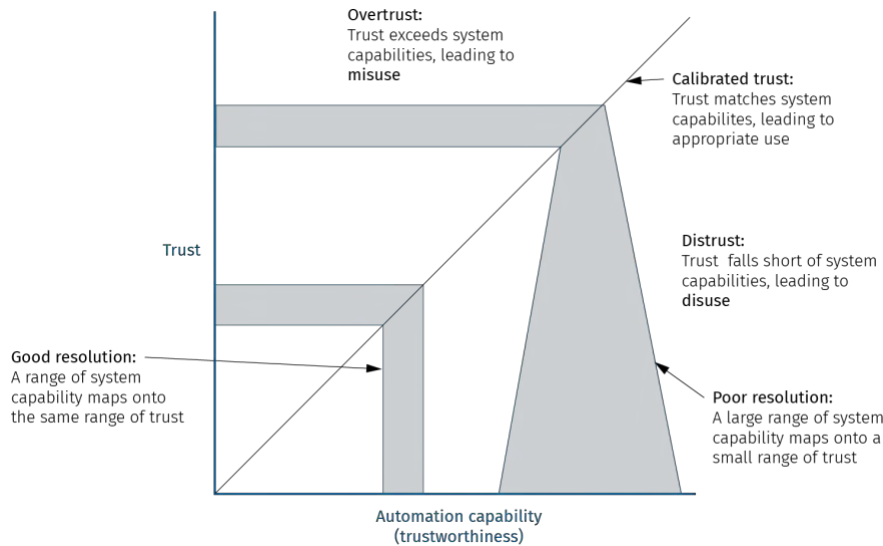 Overtrust:
Trust exceeds system
capabilities, leading to
misuse
Calibrated trust:
Trust matches system
capabilites, leading to
appropriate use
Trust
Distrust:
Trust falls short of system
capabilities, leading to
disuse
Good resolution:
A range of system
capability maps onto
the same range of trust
Poor resolution:
A large range of system
capability maps onto a
small range of trust
Automation capability
(trustworthiness)